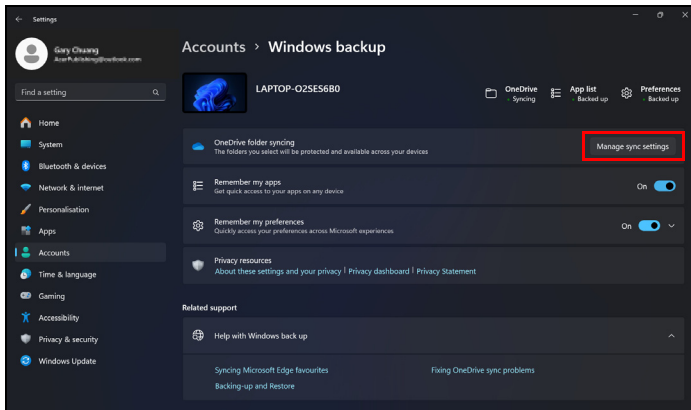 Settings
Gary Chuang
AzsePublishing@outlook.com
Find a setting
Home
System
Bluetooth & devices
Network & internet
Personalisation
Apps
Accounts
Time & language
Gaming
Accessibility
Privacy & security
Windows Update
Accounts > Windows backup
LAPTOP-O2SES6B0
OneDrive
Syncing
App list
Backed up
Preferences
Backed up
OneDrive folder syncing
The folders you select will be protected and available across your devices
Manage sync settings
Remember my apps
Get quick access to your apps on any device
On
Remember my preferences
Quickly access your preferences across Microsoft experiences
On
Privacy resources
About these settings and your privacy | Privacy dashboard | Privacy Statement
Related support
Help with Windows back up
Syncing Microsoft Edge favourites
Fixing OneDrive sync problems
Backing-up and Restore